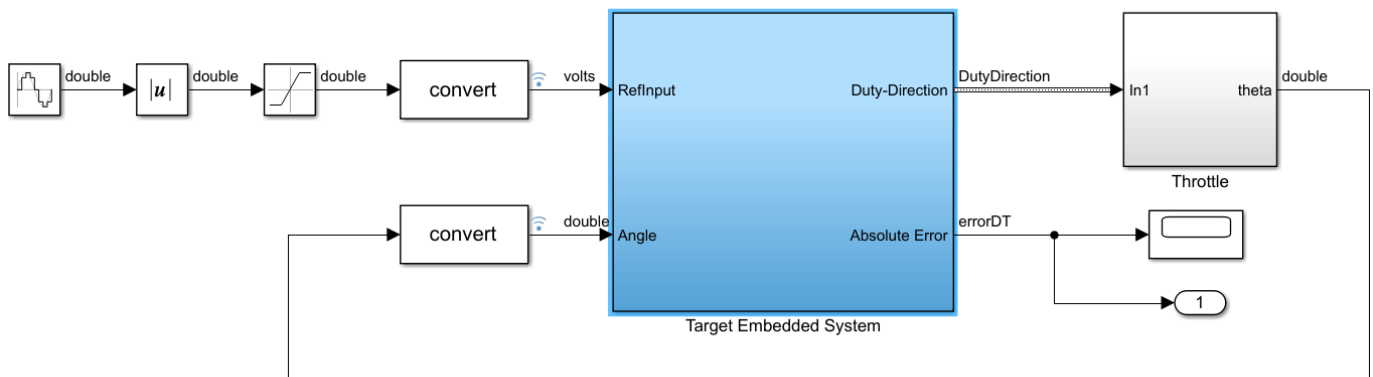 double
double
double
convert
volts
RefInput
Duty-Direction
DutyDirection
In1
theta
double
Throttle
convert
double
Angle
Absolute Error
errorDT
1
Target Embedded System
|u|